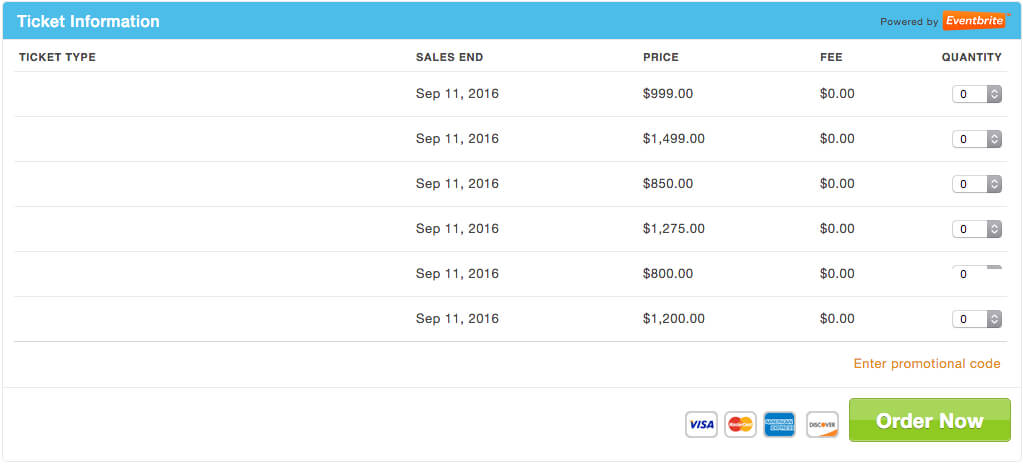 Ticket Information Powered by Eventbrite
TICKET TYPE SALES END PRICE FEE QUANTITY
Sep 11, 2016 $999.00 $0.00 0
Sep 11, 2016 $1,499.00 $0.00 0
Sep 11, 2016 $850.00 $0.00 0
Sep 11, 2016 $1,275.00 $0.00 0
Sep 11, 2016 $800.00 $0.00 0
Sep 11, 2016 $1,200.00 $0.00 0
Enter promotional code
VISA MasterCard AMERICAN EXPRESS DISCOVER Order Now